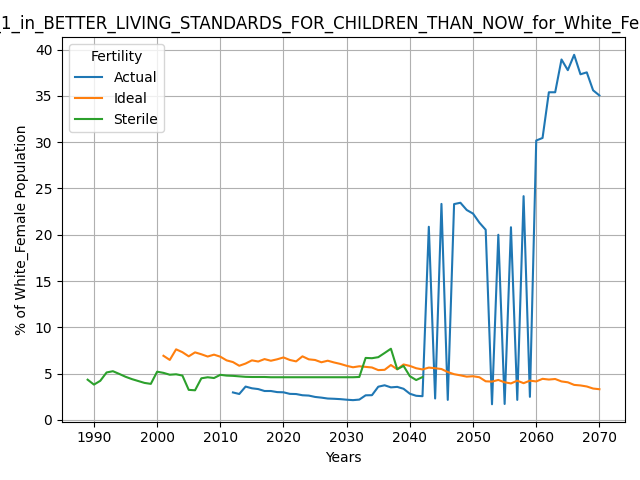 _1_in_BETTER_LIVING_STANDARDS_FOR_CHILDREN_THAN_NOW_for_White_Fe
Fertility
Actual
Ideal
Sterile
% of White_Female Population
40
35
30
25
20
15
10
5
0
1990 2000 2010 2020 2030 2040 2050 2060 2070
Years